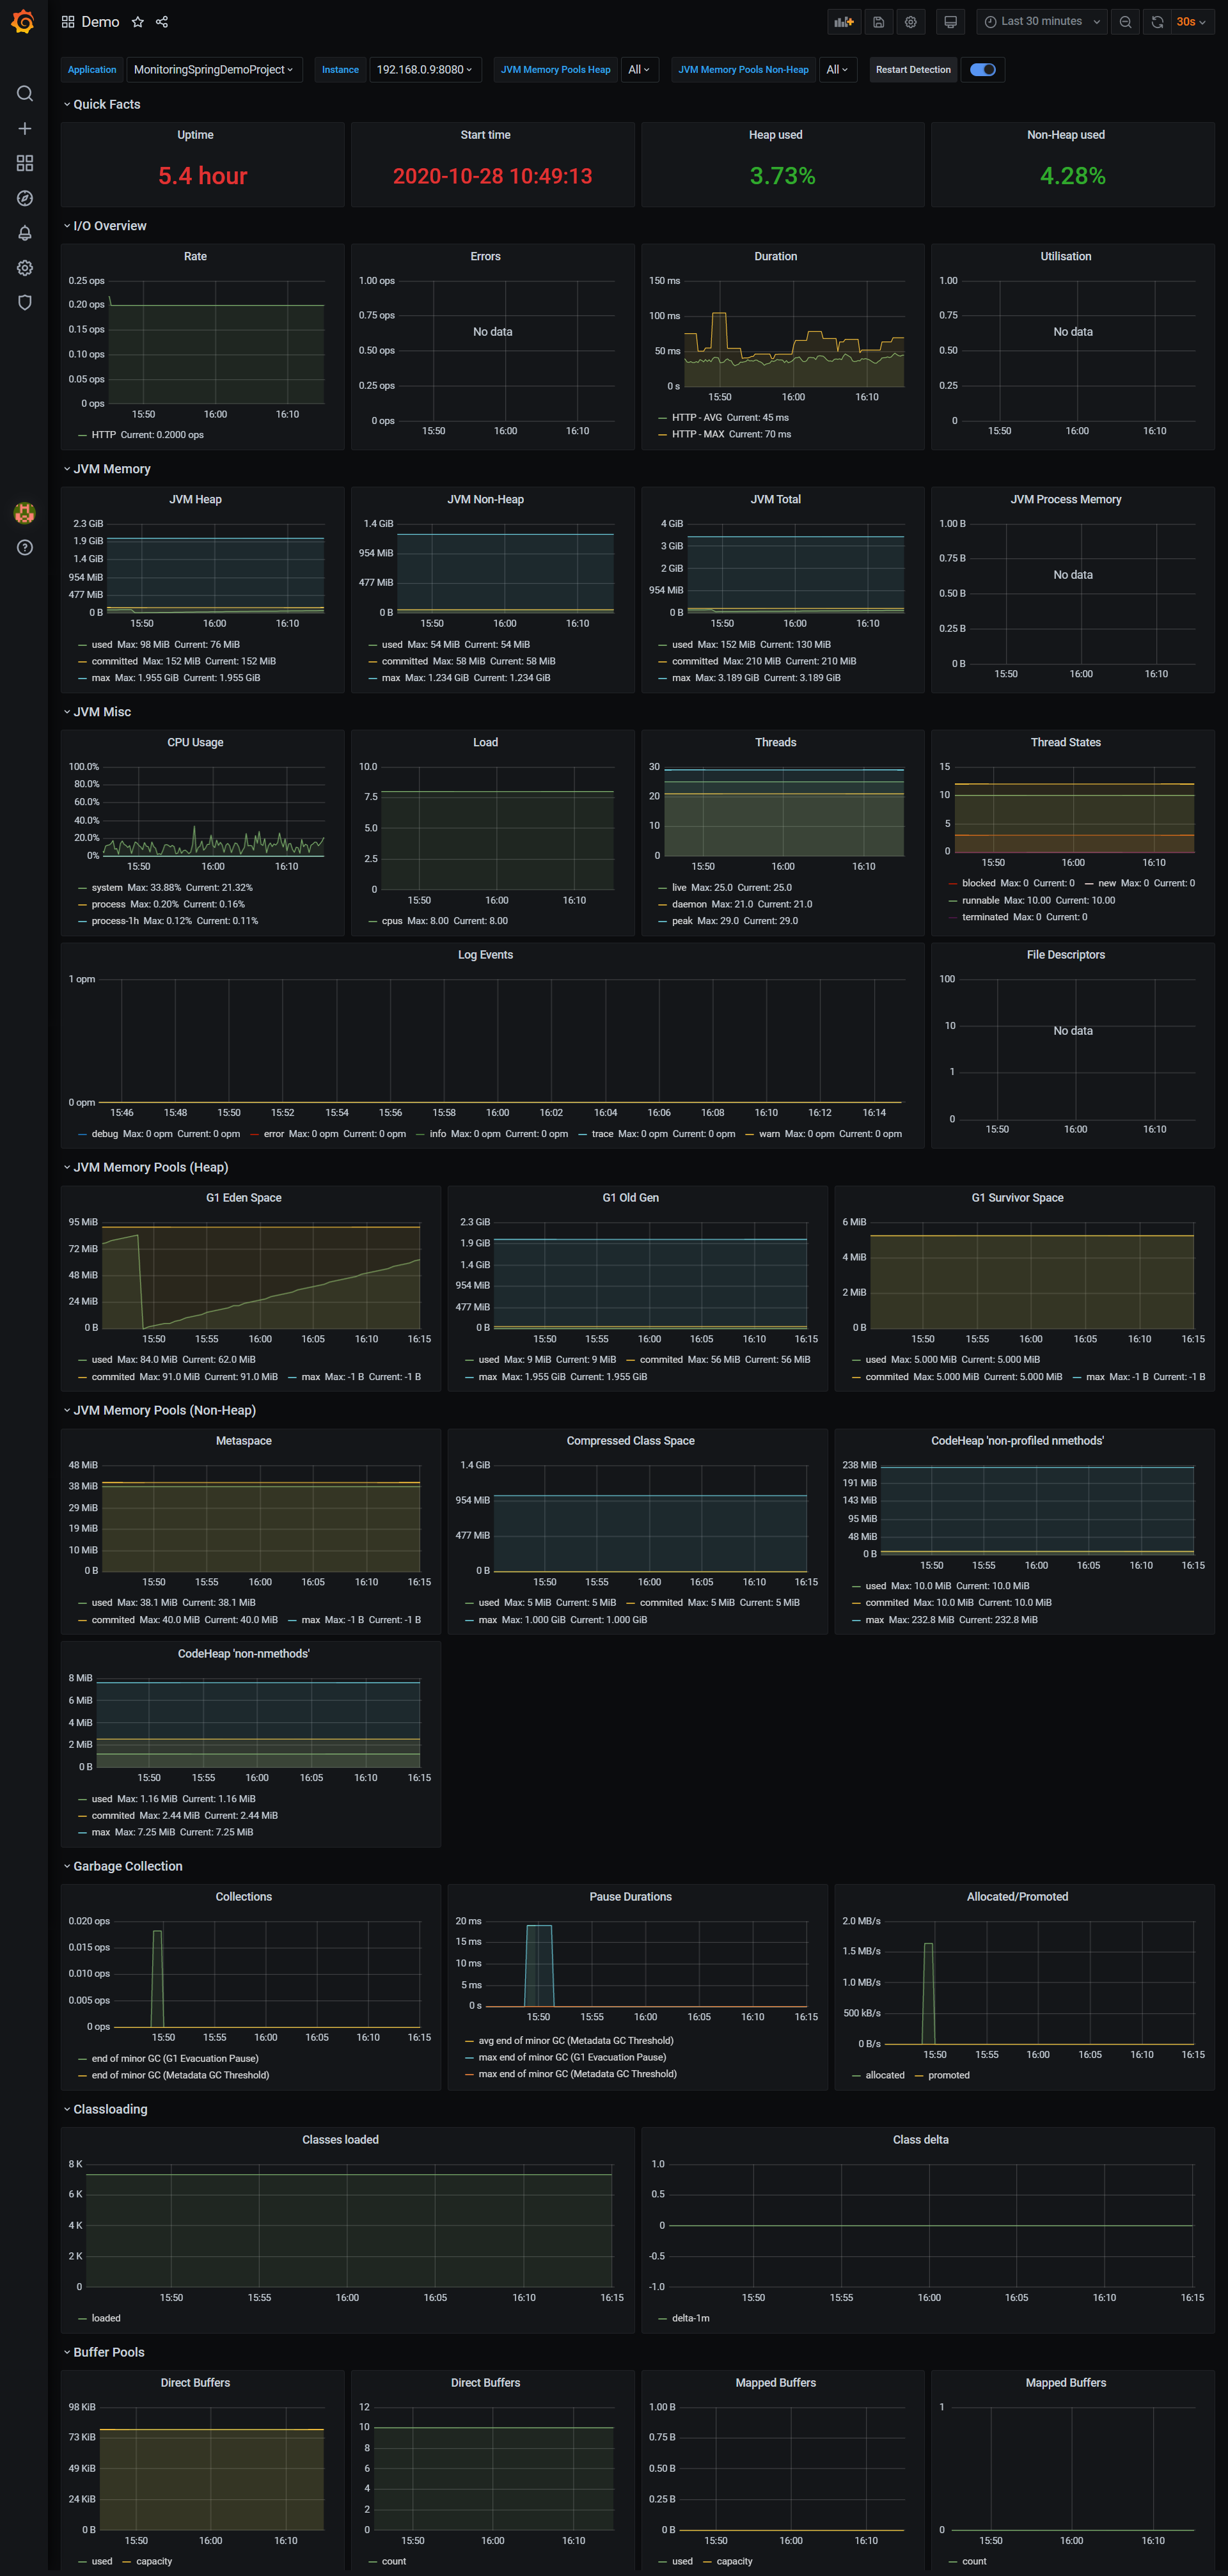 Demo
Last 30 minutes
30s
Application MonitoringSpringDemoProject Instance 192.168.0.9:8080 JVM Memory Pools Heap All JVM Memory Pools Non-Heap All Restart Detection
Quick Facts
Uptime
5.4 hour
Start time
2020-10-28 10:49:13
Heap used
3.73%
Non-Heap used
4.28%
I/O Overview
Rate
0.25 ops
0.20 ops
0.15 ops
0.10 ops
0.05 ops
0 ops
15:50 16:00 16:10
HTTP Current: 0.2000 ops
Errors
1.00 ops
0.75 ops
0.50 ops
0.25 ops
0 ops
No data
15:50 16:00 16:10
Duration
150 ms
100 ms
50 ms
0 s
15:50 16:00 16:10
HTTP - AVG Current: 45 ms
HTTP - MAX Current: 70 ms
Utilisation
1.00
0.75
0.50
0.25
0
No data
15:50 16:00 16:10
JVM Memory
JVM Heap
2.3 GiB
1.9 GiB
1.4 GiB
954 MiB
477 MiB
0 B
15:50 16:00 16:10
used Max: 98 MiB Current: 76 MiB
committed Max: 152 MiB Current: 152 MiB
max Max: 1.955 GiB Current: 1.955 GiB
JVM Non-Heap
1.4 GiB
954 MiB
477 MiB
0 B
15:50 16:00 16:10
used Max: 54 MiB Current: 54 MiB
committed Max: 58 MiB Current: 58 MiB
max Max: 1.234 GiB Current: 1.234 GiB
JVM Total
4 GiB
3 GiB
2 GiB
954 MiB
0 B
15:50 16:00 16:10
used Max: 152 MiB Current: 130 MiB
committed Max: 210 MiB Current: 210 MiB
max Max: 3.189 GiB Current: 3.189 GiB
JVM Process Memory
1.00 B
0.75 B
0.50 B
0.25 B
0 B
No data
15:50 16:00 16:10
JVM Misc
CPU Usage
100.0%
80.0%
60.0%
40.0%
20.0%
0%
15:50 16:00 16:10
system Max: 33.88% Current: 21.32%
process Max: 0.20% Current: 0.16%
process-1h Max: 0.12% Current: 0.11%
Load
10.0
7.5
5.0
2.5
0
15:50 16:00 16:10
cpus Max: 8.00 Current: 8.00
Threads
30
20
10
0
15:50 16:00 16:10
live Max: 25.0 Current: 25.0
daemon Max: 21.0 Current: 21.0
peak Max: 29.0 Current: 29.0
Thread States
15
10
5
0
15:50 16:00 16:10
blocked Max: 0 Current: 0 new Max: 0 Current: 0
runnable Max: 10.00 Current: 10.00
terminated Max: 0 Current: 0
Log Events
1 opm
0 opm
15:46 15:48 15:50 15:52 15:54 15:56 15:58 16:00 16:02 16:04 16:06 16:08 16:10 16:12 16:14
debug Max: 0 opm Current: 0 opm error Max: 0 opm Current: 0 opm info Max: 0 opm Current: 0 opm trace Max: 0 opm Current: 0 opm warn Max: 0 opm Current: 0 opm
File Descriptors
100
10
1
0
No data
15:50 16:00 16:10
JVM Memory Pools (Heap)
G1 Eden Space
95 MiB
72 MiB
48 MiB
24 MiB
0 B
15:50 15:55 16:00 16:05 16:10 16:15
used Max: 84.0 MiB Current: 62.0 MiB
commited Max: 91.0 MiB Current: 91.0 MiB max Max: -1 B Current: -1 B
G1 Old Gen
2.3 GiB
1.9 GiB
1.4 GiB
954 MiB
477 MiB
0 B
15:50 15:55 16:00 16:05 16:10 16:15
used Max: 9 MiB Current: 9 MiB commited Max: 56 MiB Current: 56 MiB
max Max: 1.955 GiB Current: 1.955 GiB
G1 Survivor Space
6 MiB
4 MiB
2 MiB
0 B
15:50 15:55 16:00 16:05 16:10 16:15
used Max: 5.000 MiB Current: 5.000 MiB
commited Max: 5.000 MiB Current: 5.000 MiB max Max: -1 B Current: -1 B
JVM Memory Pools (Non-Heap)
Metaspace
48 MiB
38 MiB
29 MiB
19 MiB
10 MiB
0 B
15:50 15:55 16:00 16:05 16:10 16:15
used Max: 38.1 MiB Current: 38.1 MiB
commited Max: 40.0 MiB Current: 40.0 MiB max Max: -1 B Current: -1 B
Compressed Class Space
1.4 GiB
954 MiB
477 MiB
0 B
15:50 15:55 16:00 16:05 16:10 16:15
used Max: 5 MiB Current: 5 MiB commited Max: 5 MiB Current: 5 MiB
max Max: 1.000 GiB Current: 1.000 GiB
CodeHeap 'non-profiled nmethods'
238 MiB
191 MiB
143 MiB
95 MiB
48 MiB
0 B
15:50 15:55 16:00 16:05 16:10 16:15
used Max: 10.0 MiB Current: 10.0 MiB
commited Max: 10.0 MiB Current: 10.0 MiB
max Max: 232.8 MiB Current: 232.8 MiB
CodeHeap 'non-nmethods'
8 MiB
6 MiB
4 MiB
2 MiB
0 B
15:50 15:55 16:00 16:05 16:10 16:15
used Max: 1.16 MiB Current: 1.16 MiB
commited Max: 2.44 MiB Current: 2.44 MiB
max Max: 7.25 MiB Current: 7.25 MiB
Garbage Collection
Collections
0.020 ops
0.015 ops
0.010 ops
0.005 ops
0 ops
15:50 15:55 16:00 16:05 16:10 16:15
end of minor GC (G1 Evacuation Pause)
end of minor GC (Metadata GC Threshold)
Pause Durations
20 ms
15 ms
10 ms
5 ms
0 s
15:50 15:55 16:00 16:05 16:10 16:15
avg end of minor GC (Metadata GC Threshold)
max end of minor GC (G1 Evacuation Pause)
max end of minor GC (Metadata GC Threshold)
Allocated/Promoted
2.0 MB/s
1.5 MB/s
1.0 MB/s
500 kB/s
0 B/s
15:50 15:55 16:00 16:05 16:10 16:15
allocated promoted
Classloading
Classes loaded
8 K
6 K
4 K
2 K
0
15:50 15:55 16:00 16:05 16:10 16:15
loaded
Class delta
1.0
0.5
0
-0.5
-1.0
15:50 15:55 16:00 16:05 16:10 16:15
delta-1m
Buffer Pools
Direct Buffers
98 KiB
73 KiB
49 KiB
24 KiB
0 B
15:50 16:00 16:10
used capacity
Direct Buffers
12
10
8
6
4
2
0
15:50 16:00 16:10
count
Mapped Buffers
1.00 B
0.75 B
0.50 B
0.25 B
0 B
15:50 16:00 16:10
used capacity
Mapped Buffers
1
0
15:50 16:00 16:10
count